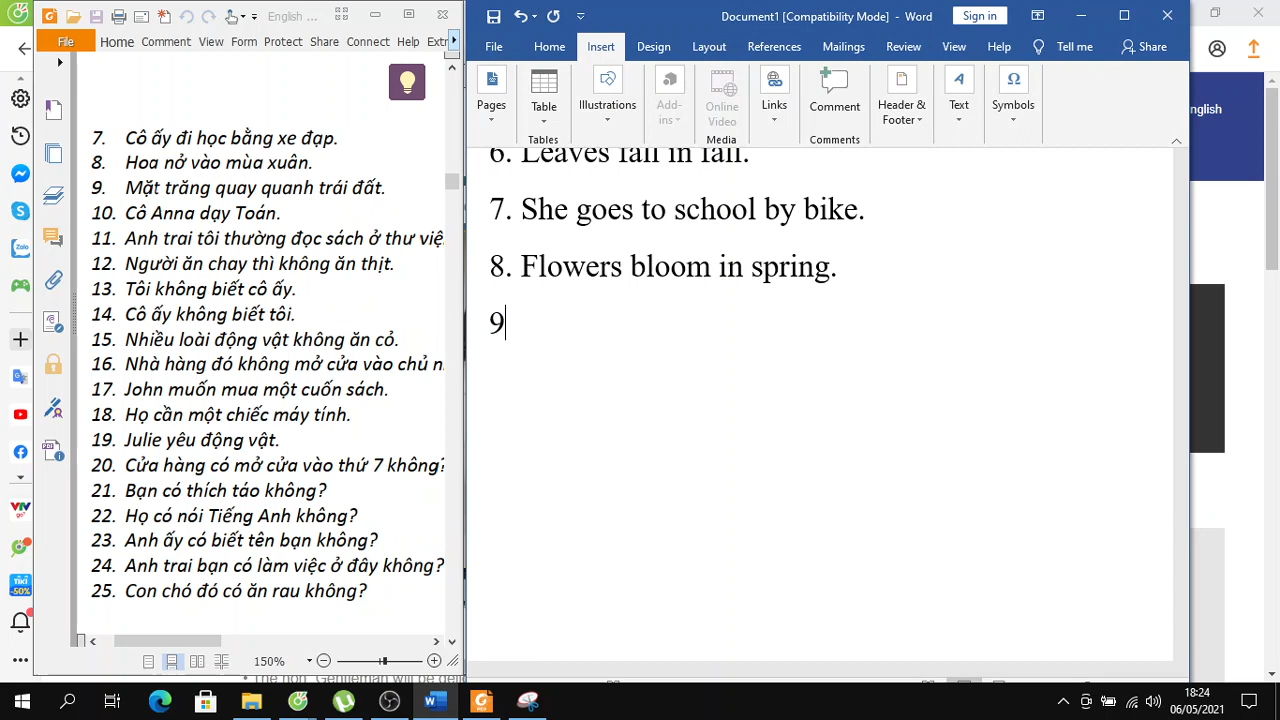 English ...
Document1 [Compatibility Mode] - Word
Sign in
File
Home
Comment
View
Form
Protect
Share
Connect
Help
Extr
File
Home
Insert
Design
Layout
References
Mailings
Review
View
Help
Tell me
Share
Pages
Table
Illustrations
Add-
ins
Online
Video
Links
Comment
Header &
Footer
Text
Symbols
Tables
Media
Comments
nglish
7. Cô ấy đi học bằng xe đạp.
8. Hoa nở vào mùa xuân.
9. Mặt trăng quay quanh trái đất.
10. Cô Anna dạy Toán.
11. Anh trai tôi thường đọc sách ở thư việ
12. Người ăn chay thì không ăn thịt.
13. Tôi không biết cô ấy.
14. Cô ấy không biết tôi.
15. Nhiều loài động vật không ăn cỏ.
16. Nhà hàng đó không mở cửa vào chủ n
17. John muốn mua một cuốn sách.
18. Họ cần một chiếc máy tính.
19. Julie yêu động vật.
20. Cửa hàng có mở cửa vào thứ 7 không?
21. Bạn có thích táo không?
22. Họ có nói Tiếng Anh không?
23. Anh ấy có biết tên bạn không?
24. Anh trai bạn có làm việc ở đây không?
25. Con chó đó có ăn rau không?
6. Leaves fall in fall.
7. She goes to school by bike.
8. Flowers bloom in spring.
9
Zalo
VTV
go
TIKI
-50%
150%
18:24
06/05/2021